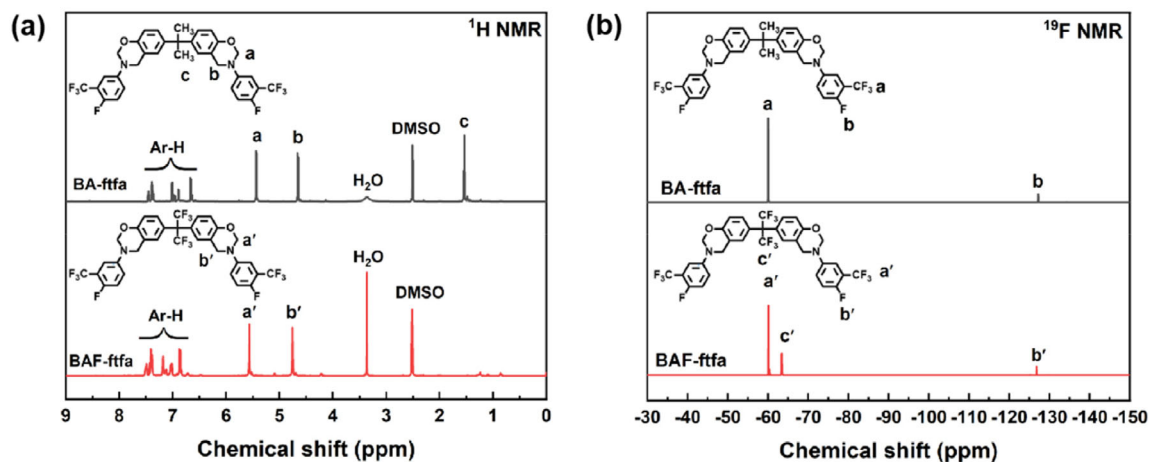 (a)
¹H NMR
CH₃
CH₃
O
O
N
N
a
b
c
F₃C
CF₃
F
F
Ar-H
a
b
DMSO
c
H₂O
BA-ftfa
CF₃
CF₃
O
O
N
N
a′
b′
F₃C
CF₃
F
F
Ar-H
a′
b′
H₂O
DMSO
BAF-ftfa
9 8 7 6 5 4 3 2 1 0
Chemical shift (ppm)
(b)
¹⁹F NMR
CH₃
CH₃
O
O
N
N
F₃C
CF₃
a
F
F
b
a
b
BA-ftfa
CF₃
CF₃
O
O
N
N
c′
a′
F₃C
CF₃
a′
F
F
b′
c′
b′
BAF-ftfa
-30 -40 -50 -60 -70 -80 -90 -100 -110 -120 -130 -140 -150
Chemical shift (ppm)